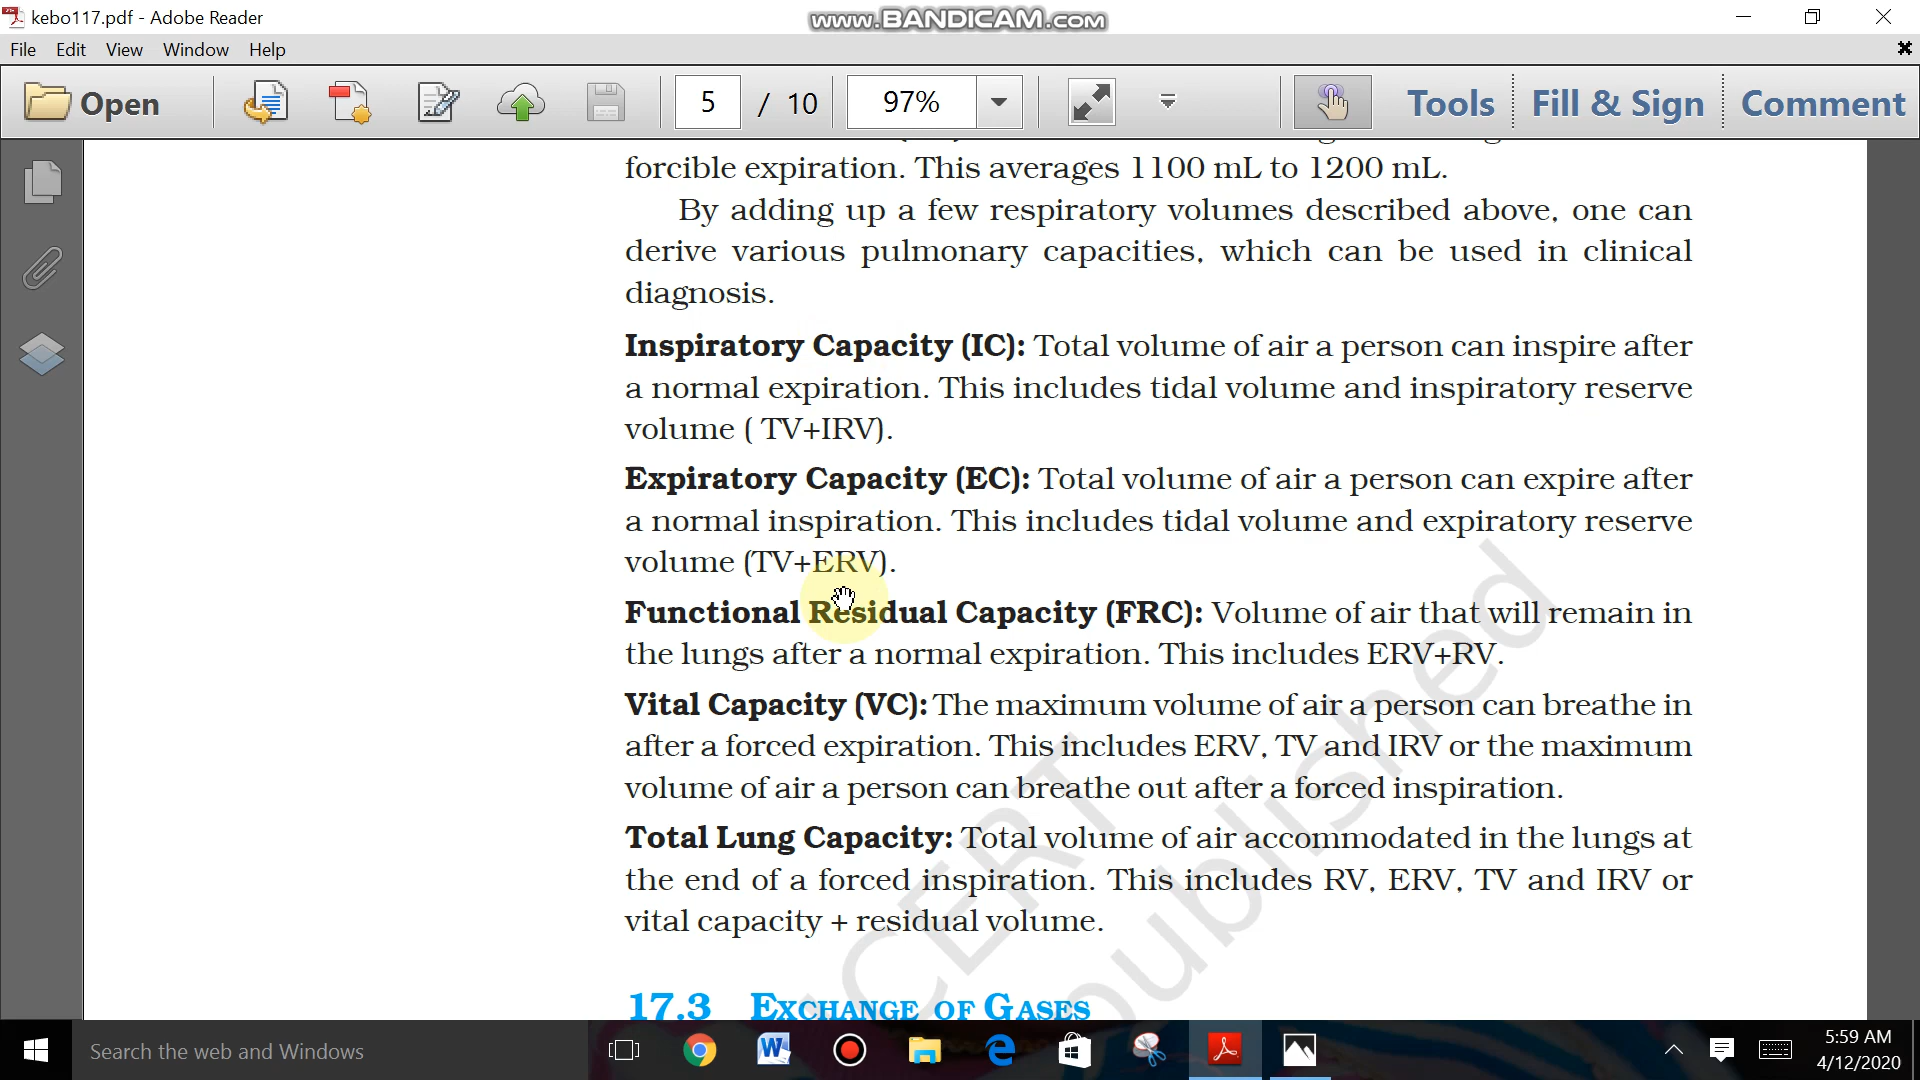 kebo117.pdf - Adobe Reader
www.BANDICAM.com
File Edit View Window Help
Open
5 / 10
97%
Tools
Fill & Sign
Comment
forcible expiration. This averages 1100 mL to 1200 mL.
By adding up a few respiratory volumes described above, one can
derive various pulmonary capacities, which can be used in clinical
diagnosis.
Inspiratory Capacity (IC): Total volume of air a person can inspire after
a normal expiration. This includes tidal volume and inspiratory reserve
volume ( TV+IRV).
Expiratory Capacity (EC): Total volume of air a person can expire after
a normal inspiration. This includes tidal volume and expiratory reserve
volume (TV+ERV).
Functional Residual Capacity (FRC): Volume of air that will remain in
the lungs after a normal expiration. This includes ERV+RV.
Vital Capacity (VC): The maximum volume of air a person can breathe in
after a forced expiration. This includes ERV, TV and IRV or the maximum
volume of air a person can breathe out after a forced inspiration.
Total Lung Capacity: Total volume of air accommodated in the lungs at
the end of a forced inspiration. This includes RV, ERV, TV and IRV or
vital capacity + residual volume.
17.3 EXCHANGE OF GASES
Search the web and Windows
5:59 AM
4/12/2020